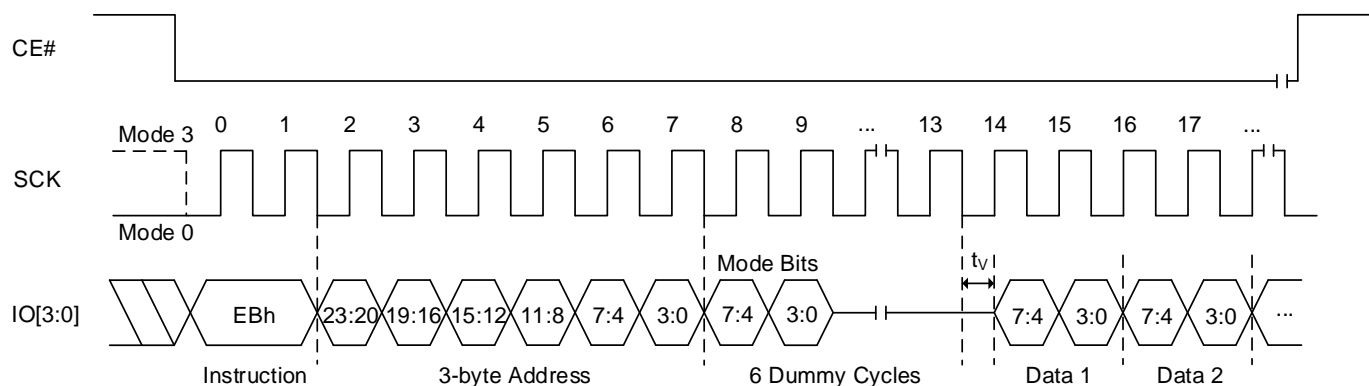 CE#
0 1 2 3 4 5 6 7 8 9 ... 13 14 15 16 17 ...
Mode 3
SCK
Mode 0
Mode Bits
tV
IO[3:0] EBh 23:20 19:16 15:12 11:8 7:4 3:0 7:4 3:0 7:4 3:0 7:4 3:0 ...
Instruction 3-byte Address 6 Dummy Cycles Data 1 Data 2